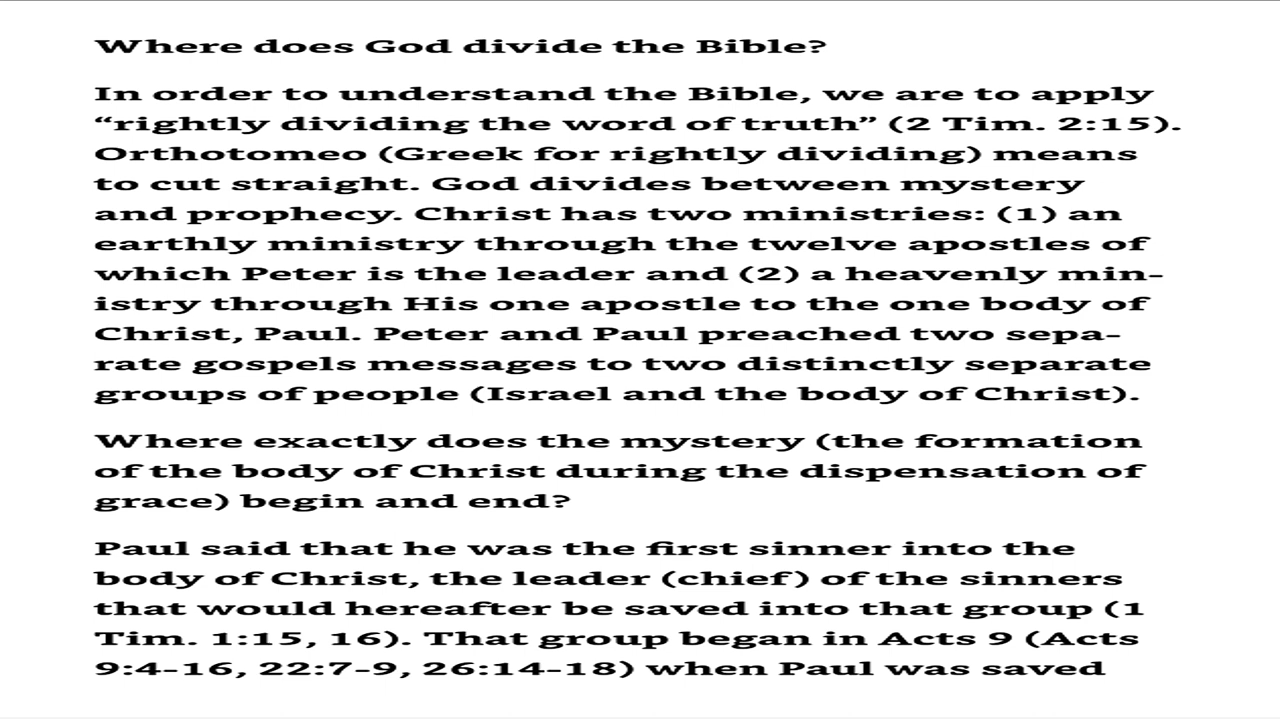 Where does God divide the Bible?
In order to understand the Bible, we are to apply
“rightly dividing the word of truth” (2 Tim. 2:15).
Orthotomeo (Greek for rightly dividing) means
to cut straight. God divides between mystery
and prophecy. Christ has two ministries: (1) an
earthly ministry through the twelve apostles of
which Peter is the leader and (2) a heavenly min-
istry through His one apostle to the one body of
Christ, Paul. Peter and Paul preached two sepa-
rate gospels messages to two distinctly separate
groups of people (Israel and the body of Christ).
Where exactly does the mystery (the formation
of the body of Christ during the dispensation of
grace) begin and end?
Paul said that he was the first sinner into the
body of Christ, the leader (chief) of the sinners
that would hereafter be saved into that group (1
Tim. 1:15, 16). That group began in Acts 9 (Acts
9:4-16, 22:7-9, 26:14-18) when Paul was saved